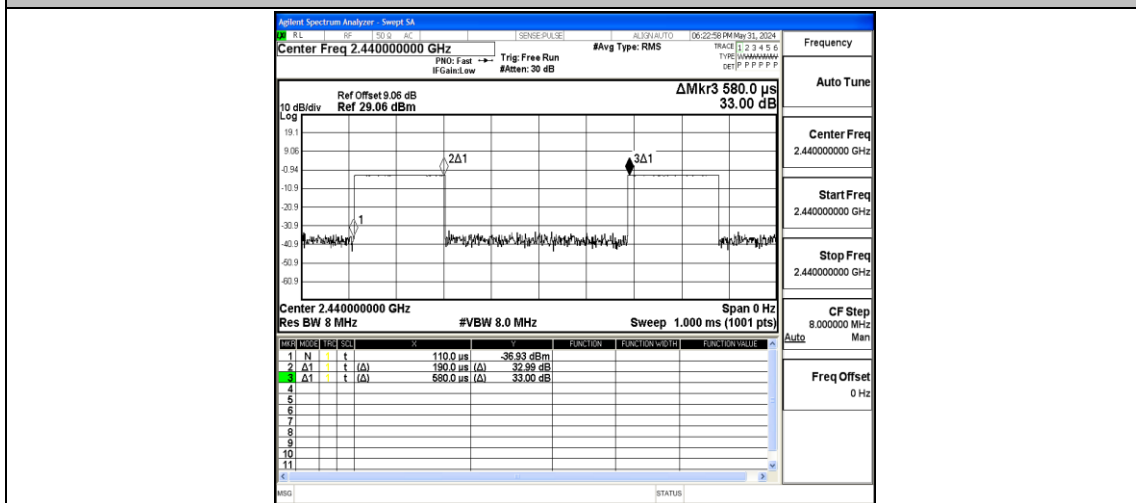 Agilent Spectrum Analyzer - Swept SA
RL RF 50 Ω AC SENSE:PULSE ALIGN AUTO 06:22:58 PM May 31, 2024
Center Freq 2.440000000 GHz
PNO: Fast
IFGain:Low
Trig: Free Run
#Atten: 30 dB
#Avg Type: RMS
TRACE 1 2 3 4 5 6
TYPE WWWWWW
DET P P P P P P
Frequency
Auto Tune
Ref Offset 9.06 dB
10 dB/div Ref 29.06 dBm
Log
ΔMkr3 580.0 µs
33.00 dB
19.1
9.06
-0.94
-10.9
-20.9
-30.9
-40.9
-50.9
-60.9
1
2Δ1
3Δ1
Center 2.440000000 GHz Span 0 Hz
Res BW 8 MHz #VBW 8.0 MHz Sweep 1.000 ms (1001 pts)
MKR MODE TRC SCL X Y FUNCTION FUNCTION WIDTH FUNCTION VALUE
1 N 1 t 110.0 µs -36.93 dBm
2 Δ1 1 t (Δ) 190.0 µs (Δ) 32.99 dB
3 Δ1 1 t (Δ) 580.0 µs (Δ) 33.00 dB
4
5
6
7
8
9
10
11
Center Freq
2.440000000 GHz
Start Freq
2.440000000 GHz
Stop Freq
2.440000000 GHz
CF Step
8.000000 MHz
Auto Man
Freq Offset
0 Hz
MSG STATUS